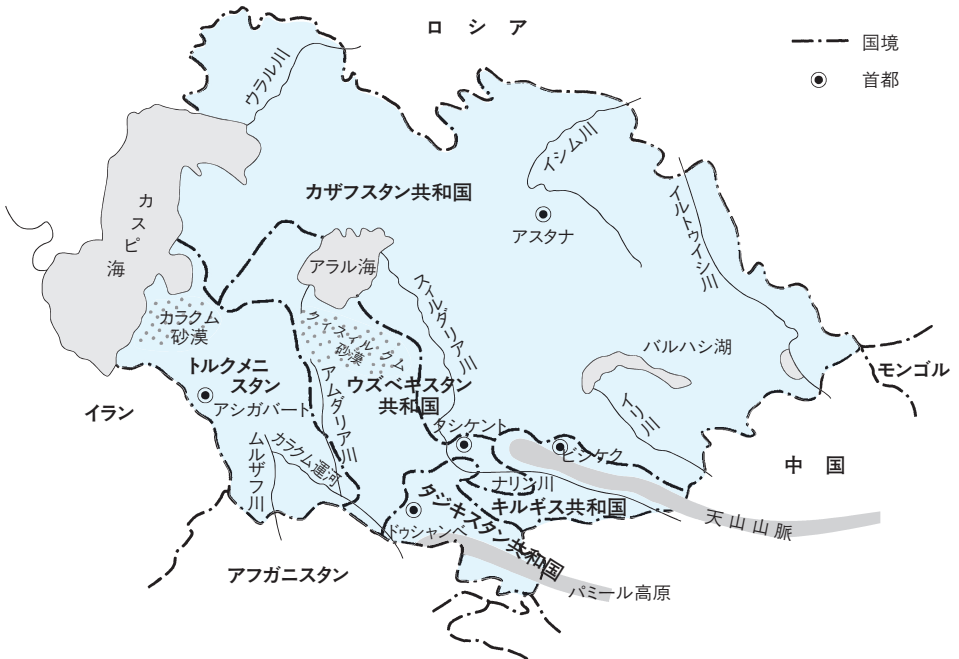 ロシア
国境
首都
ウラル川
イシム川
カザフスタン共和国
イルトゥイシ川
カスピ海
アスタナ
アラル海
スィルダリア川
カラクム
砂漠
クィスイルクム
砂漠
バルハシ湖
モンゴル
トルクメニ
スタン
ウズベキスタン
共和国
アムダリア川
イラン
アシガバート
イリ川
タシケント
ビシケク
中国
ムルザフ川
カラクム運河
ナリン川
キルギス共和国
タジキスタン共和国
天山山脈
ドゥシャンベ
アフガニスタン
パミール高原